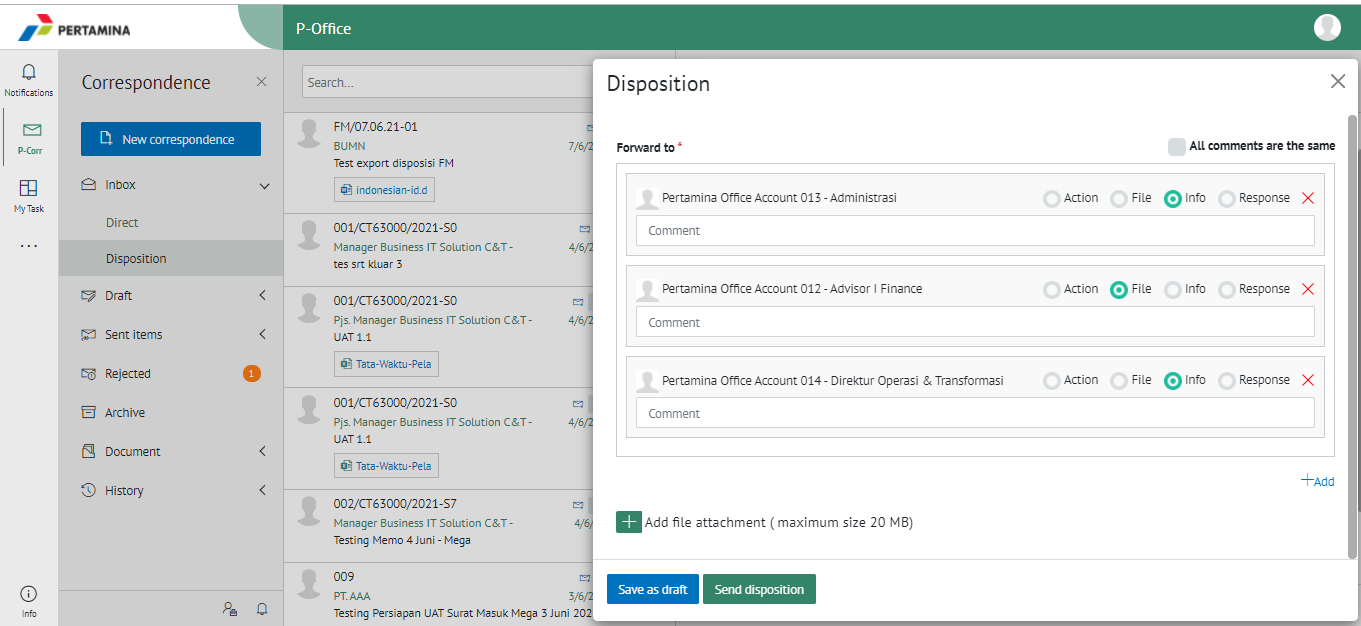 PERTAMINA
P-Office
Notifications
P-Corr
My Task
Info
Correspondence
New correspondence
Inbox
Direct
Disposition
Draft
Sent items
Rejected
1
Archive
Document
History
Search...
FM/07.06.21-01
BUMN
7/6/2
Test export disposisi FM
indonesian-id.d
001/CT63000/2021-S0
Manager Business IT Solution C&T -
4/6/2
tes srt kluar 3
001/CT63000/2021-S0
Pjs. Manager Business IT Solution C&T -
4/6/2
UAT 1.1
Tata-Waktu-Pela
001/CT63000/2021-S0
Pjs. Manager Business IT Solution C&T -
4/6/2
UAT 1.1
Tata-Waktu-Pela
002/CT63000/2021-S7
Manager Business IT Solution C&T -
4/6/
Testing Memo 4 Juni - Mega
009
PT. AAA
3/6/2
Testing Persiapan UAT Surat Masuk Mega 3 Juni 202
Disposition
Forward to *
All comments are the same
Pertamina Office Account 013 - Administrasi
Action File Info Response
Comment
Pertamina Office Account 012 - Advisor I Finance
Action File Info Response
Comment
Pertamina Office Account 014 - Direktur Operasi & Transformasi
Action File Info Response
Comment
Add
Add file attachment ( maximum size 20 MB)
Save as draft
Send disposition